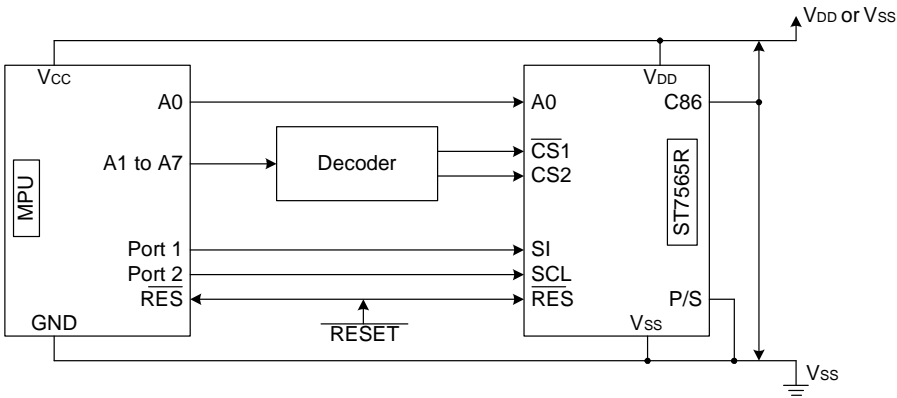 VDD or VSS
VCC
A0
A1 to A7
MPU
Port 1
Port 2
RES
GND
Decoder
RESET
VDD
A0
C86
CS1
CS2
ST7565R
SI
SCL
RES
P/S
VSS
VSS